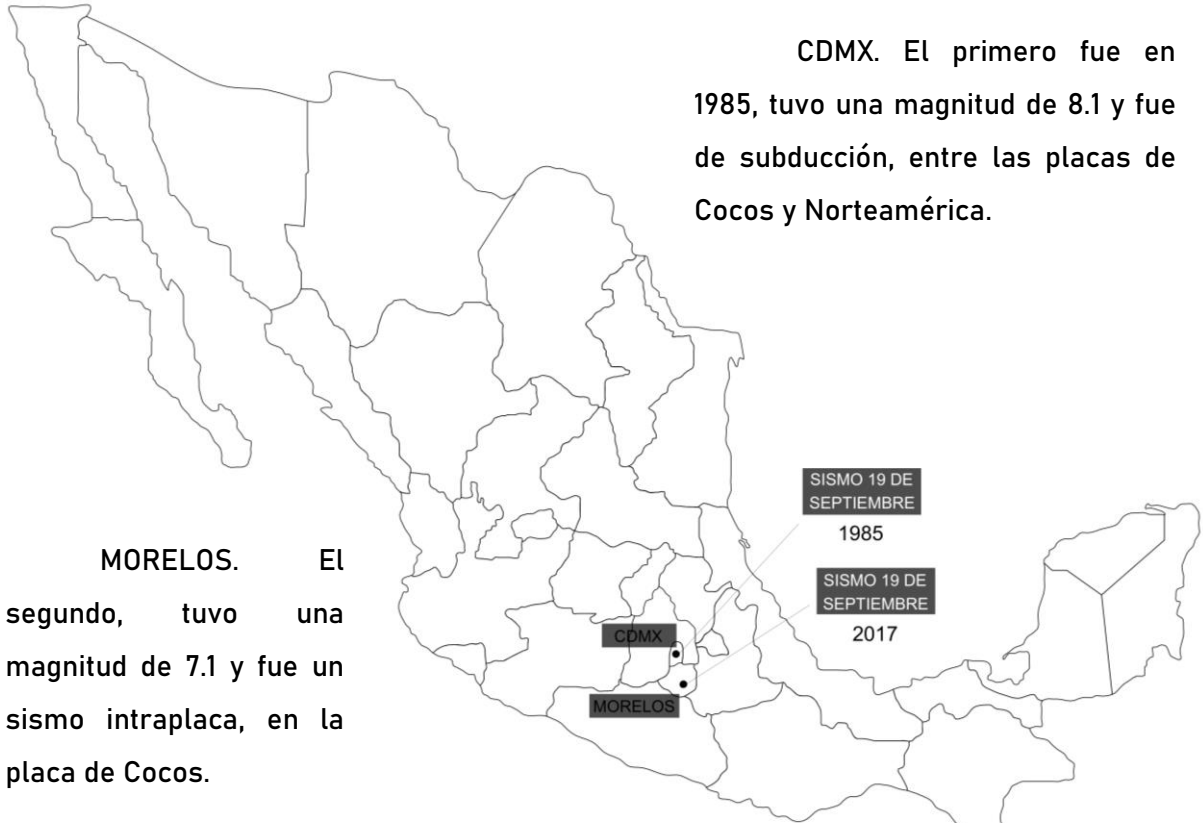 CDMX. El primero fue en
1985, tuvo una magnitud de 8.1 y fue
de subducción, entre las placas de
Cocos y Norteamérica.
SISMO 19 DE
SEPTIEMBRE
1985
MORELOS. El
segundo, tuvo una
magnitud de 7.1 y fue un
sismo intraplaca, en la
placa de Cocos.
SISMO 19 DE
SEPTIEMBRE
2017
CDMX
MORELOS